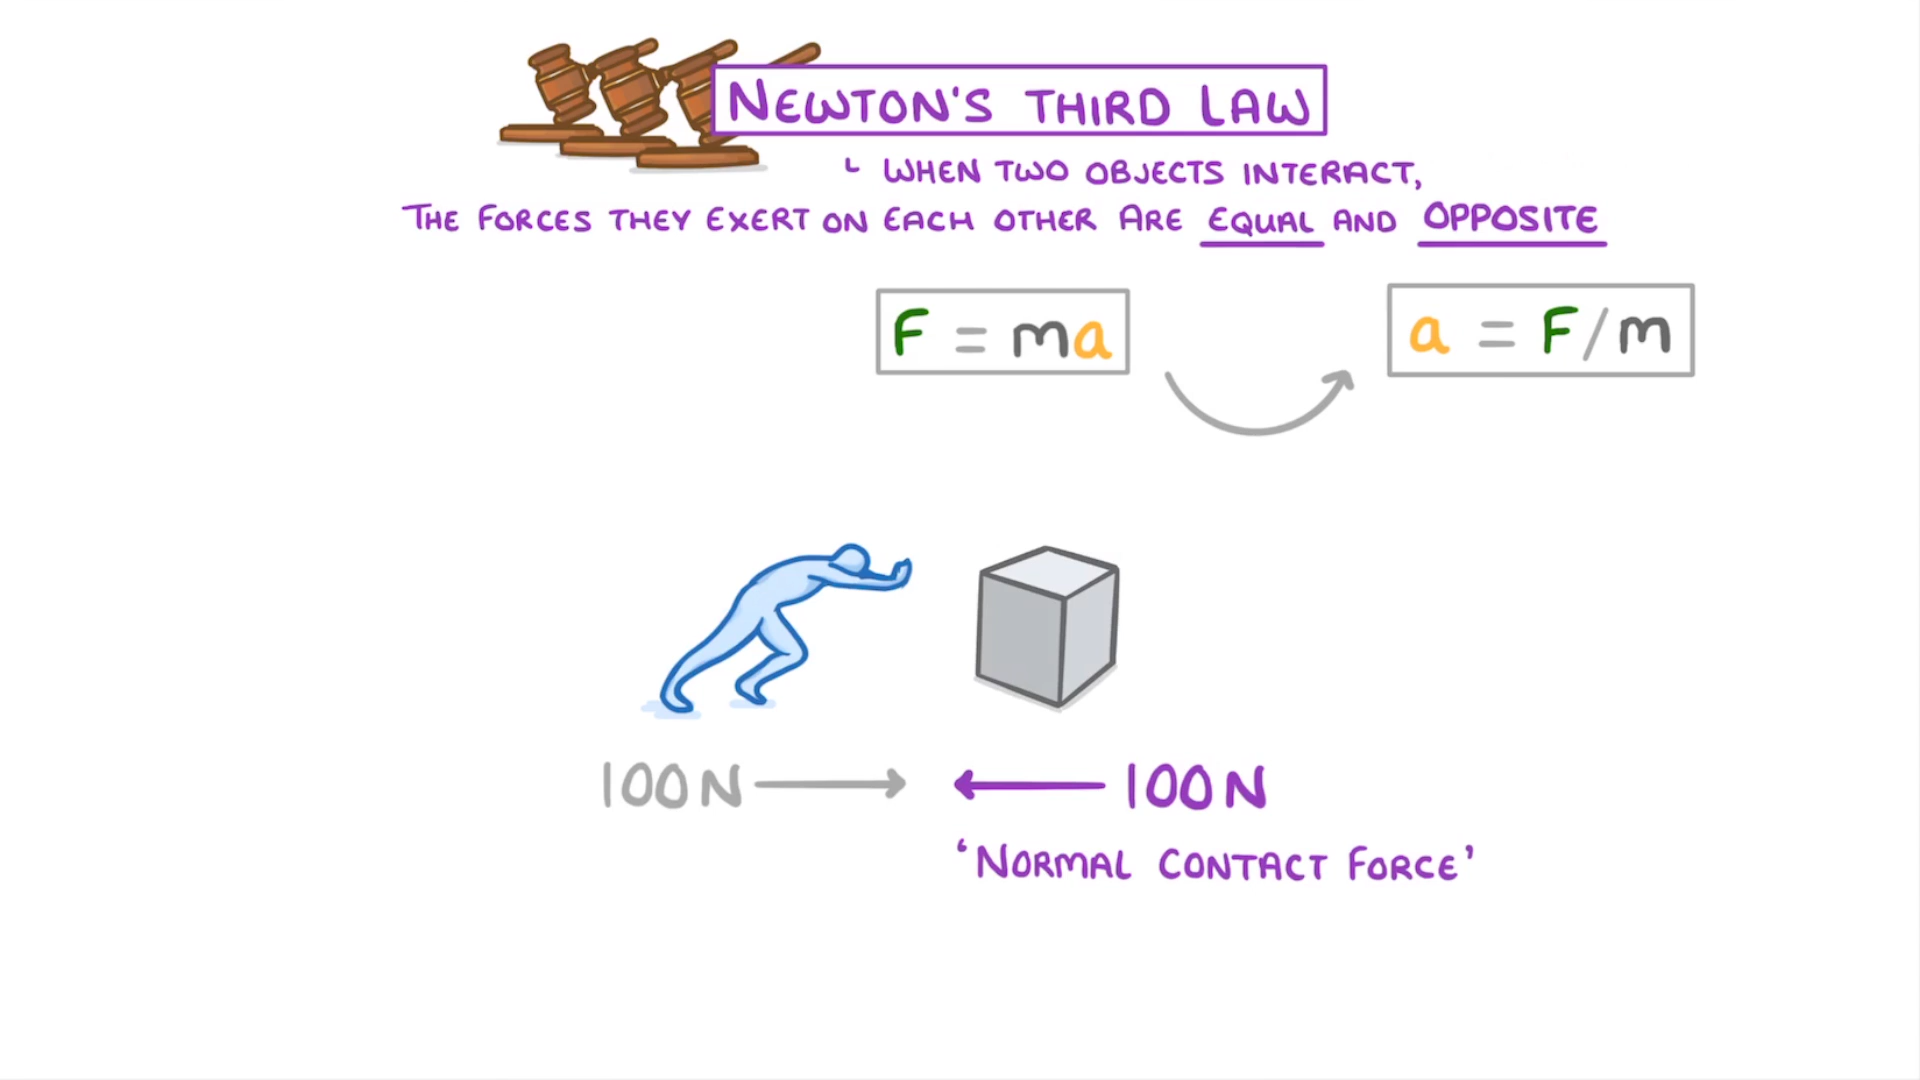 NEWTON'S THIRD LAW
WHEN TWO OBJECTS INTERACT,
THE FORCES THEY EXERT ON EACH OTHER ARE EQUAL AND OPPOSITE
F = ma
a = F/m
100N
100N
'NORMAL CONTACT FORCE'